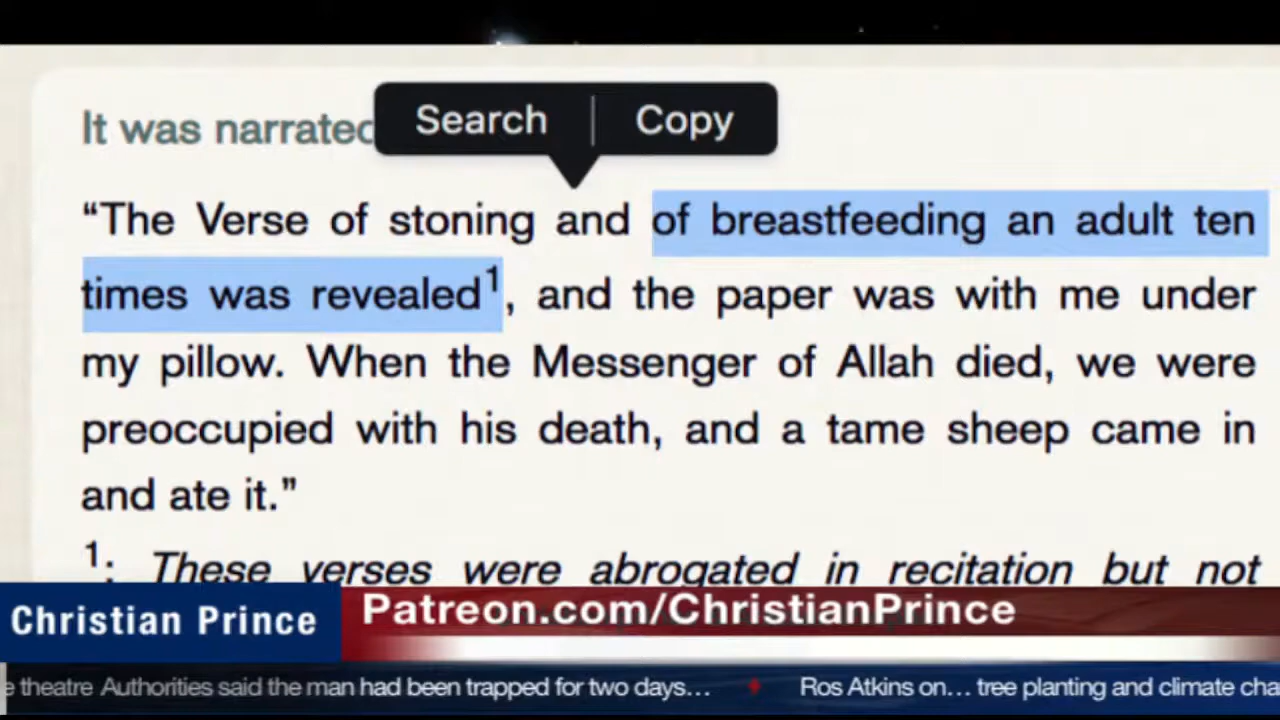 It was narrated
Search
Copy
“The Verse of stoning and of breastfeeding an adult ten
times was revealed¹, and the paper was with me under
my pillow. When the Messenger of Allah died, we were
preoccupied with his death, and a tame sheep came in
and ate it.”
¹: These verses were abrogated in recitation but not
Christian Prince
Patreon.com/ChristianPrince
e theatre Authorities said the man had been trapped for two days… ♦ Ros Atkins on… tree planting and climate cha